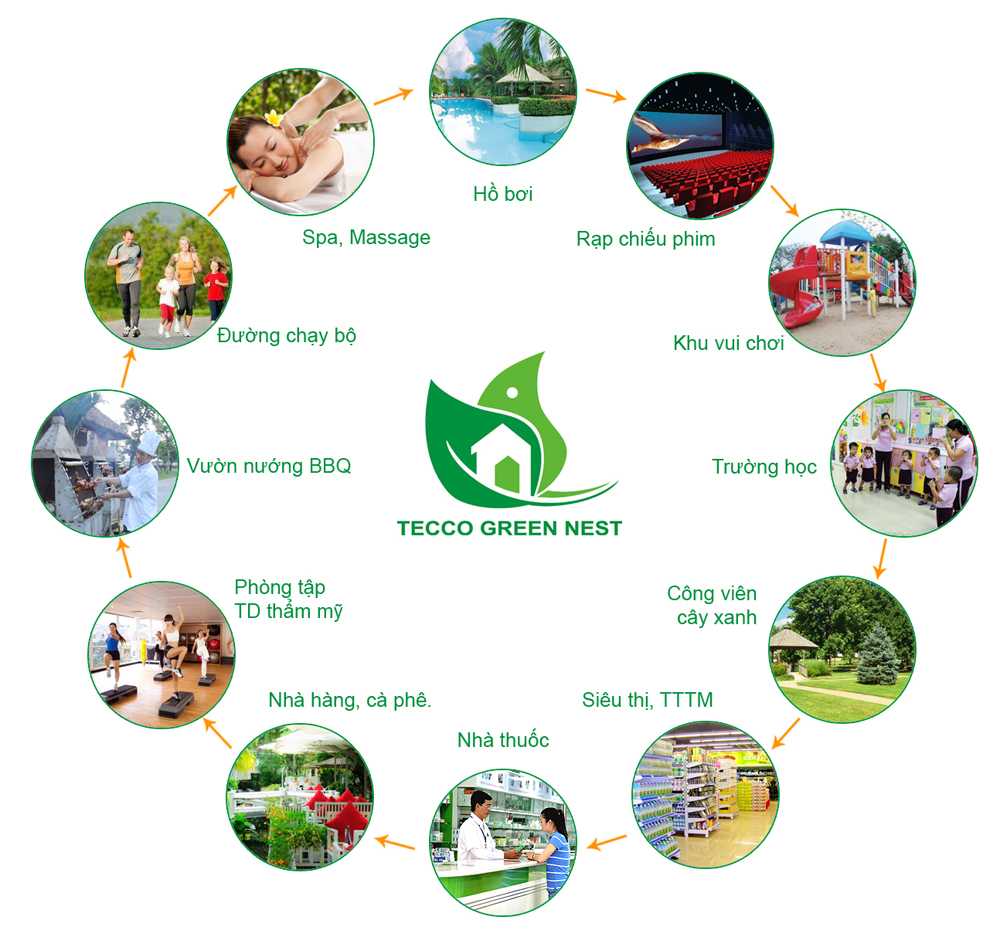 Hồ bơi
Spa, Massage
Rạp chiếu phim
Đường chạy bộ
Khu vui chơi
Vườn nướng BBQ
Trường học
TECCO GREEN NEST
Phòng tập
TD thẩm mỹ
Công viên
cây xanh
Nhà hàng, cà phê.
Siêu thị, TTTM
Nhà thuốc